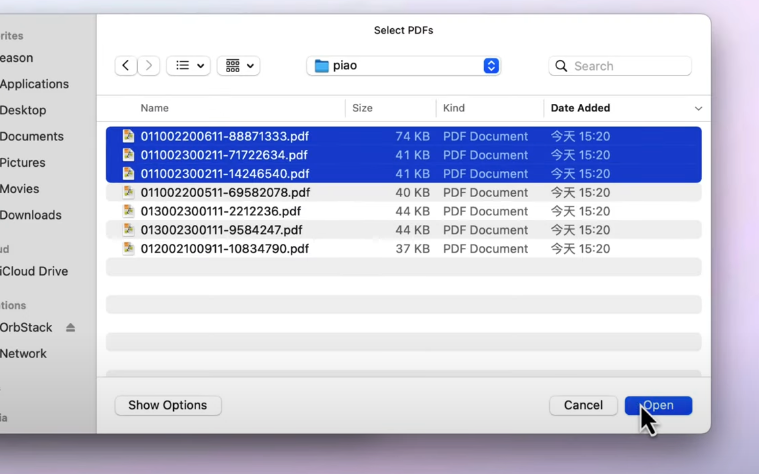 Select PDFs
rites
eason
Applications
Desktop
Documents
Pictures
Movies
Downloads
ud
iCloud Drive
tions
OrbStack
Network
ia
piao
Search
Name Size Kind Date Added
011002200611-88871333.pdf 74 KB PDF Document 今天 15:20
011002300211-71722634.pdf 41 KB PDF Document 今天 15:20
011002300211-14246540.pdf 41 KB PDF Document 今天 15:20
011002200511-69582078.pdf 40 KB PDF Document 今天 15:20
013002300111-2212236.pdf 44 KB PDF Document 今天 15:20
013002300111-9584247.pdf 44 KB PDF Document 今天 15:20
012002100911-10834790.pdf 37 KB PDF Document 今天 15:20
Show Options Cancel Open